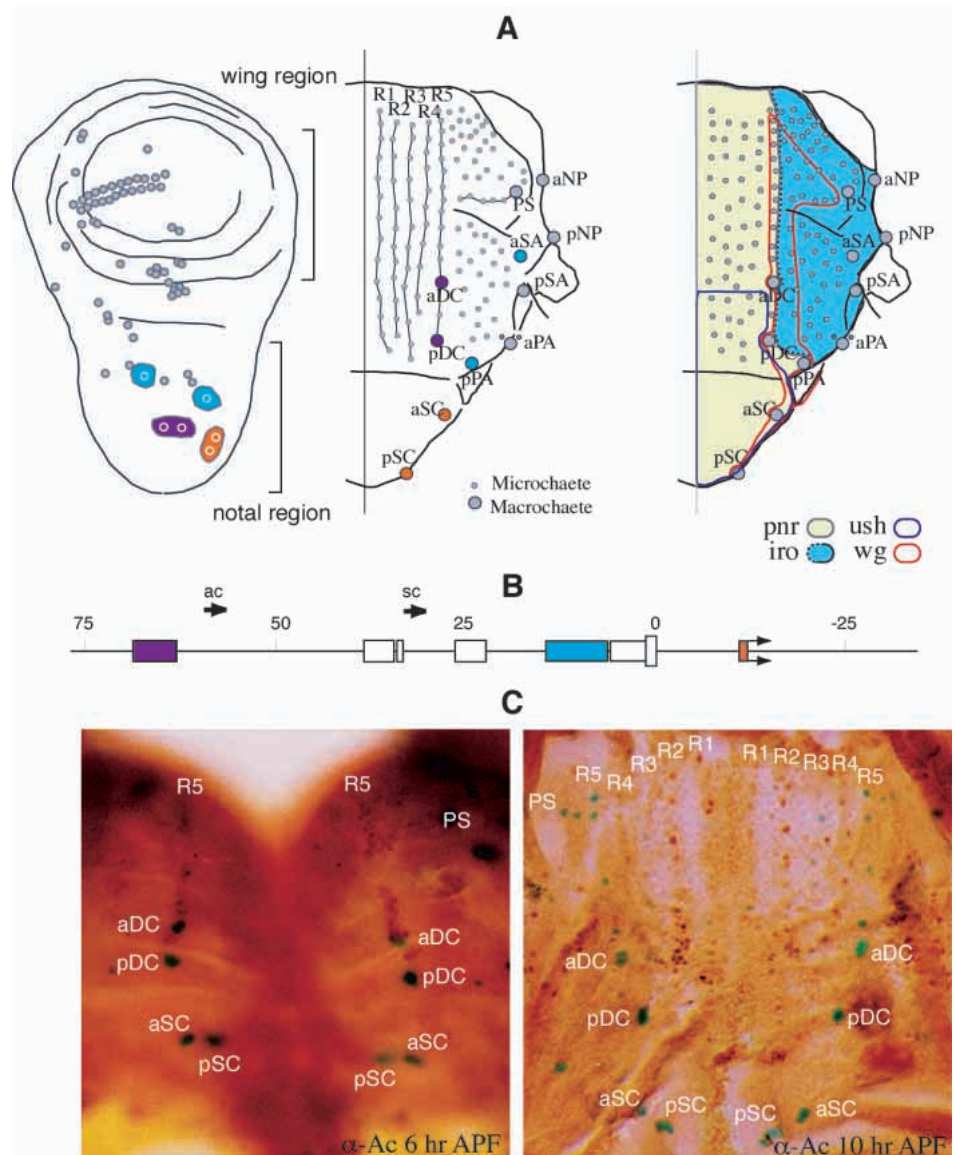 A
wing region
notal region
R1 R2 R3 R4 R5
PS
aNP
pNP
aSA
pSA
aDC
aPA
pDC
pPA
aSC
pSC
Microchaete
Macrochaete
aNP
PS
pNP
aSA
pSA
aDC
aPA
pDC
pPA
aSC
pSC
pnr ush
iro wg
B
ac sc
75 50 25 0 -25
C
R5 R5
PS
aDC aDC
pDC pDC
aSC aSC
pSC pSC
α-Ac 6 hr APF
R5 R4 R3 R2 R1 R1 R2 R3 R4 R5
PS
aDC aDC
pDC pDC
aSC pSC pSC aSC
α-Ac 10 hr APF